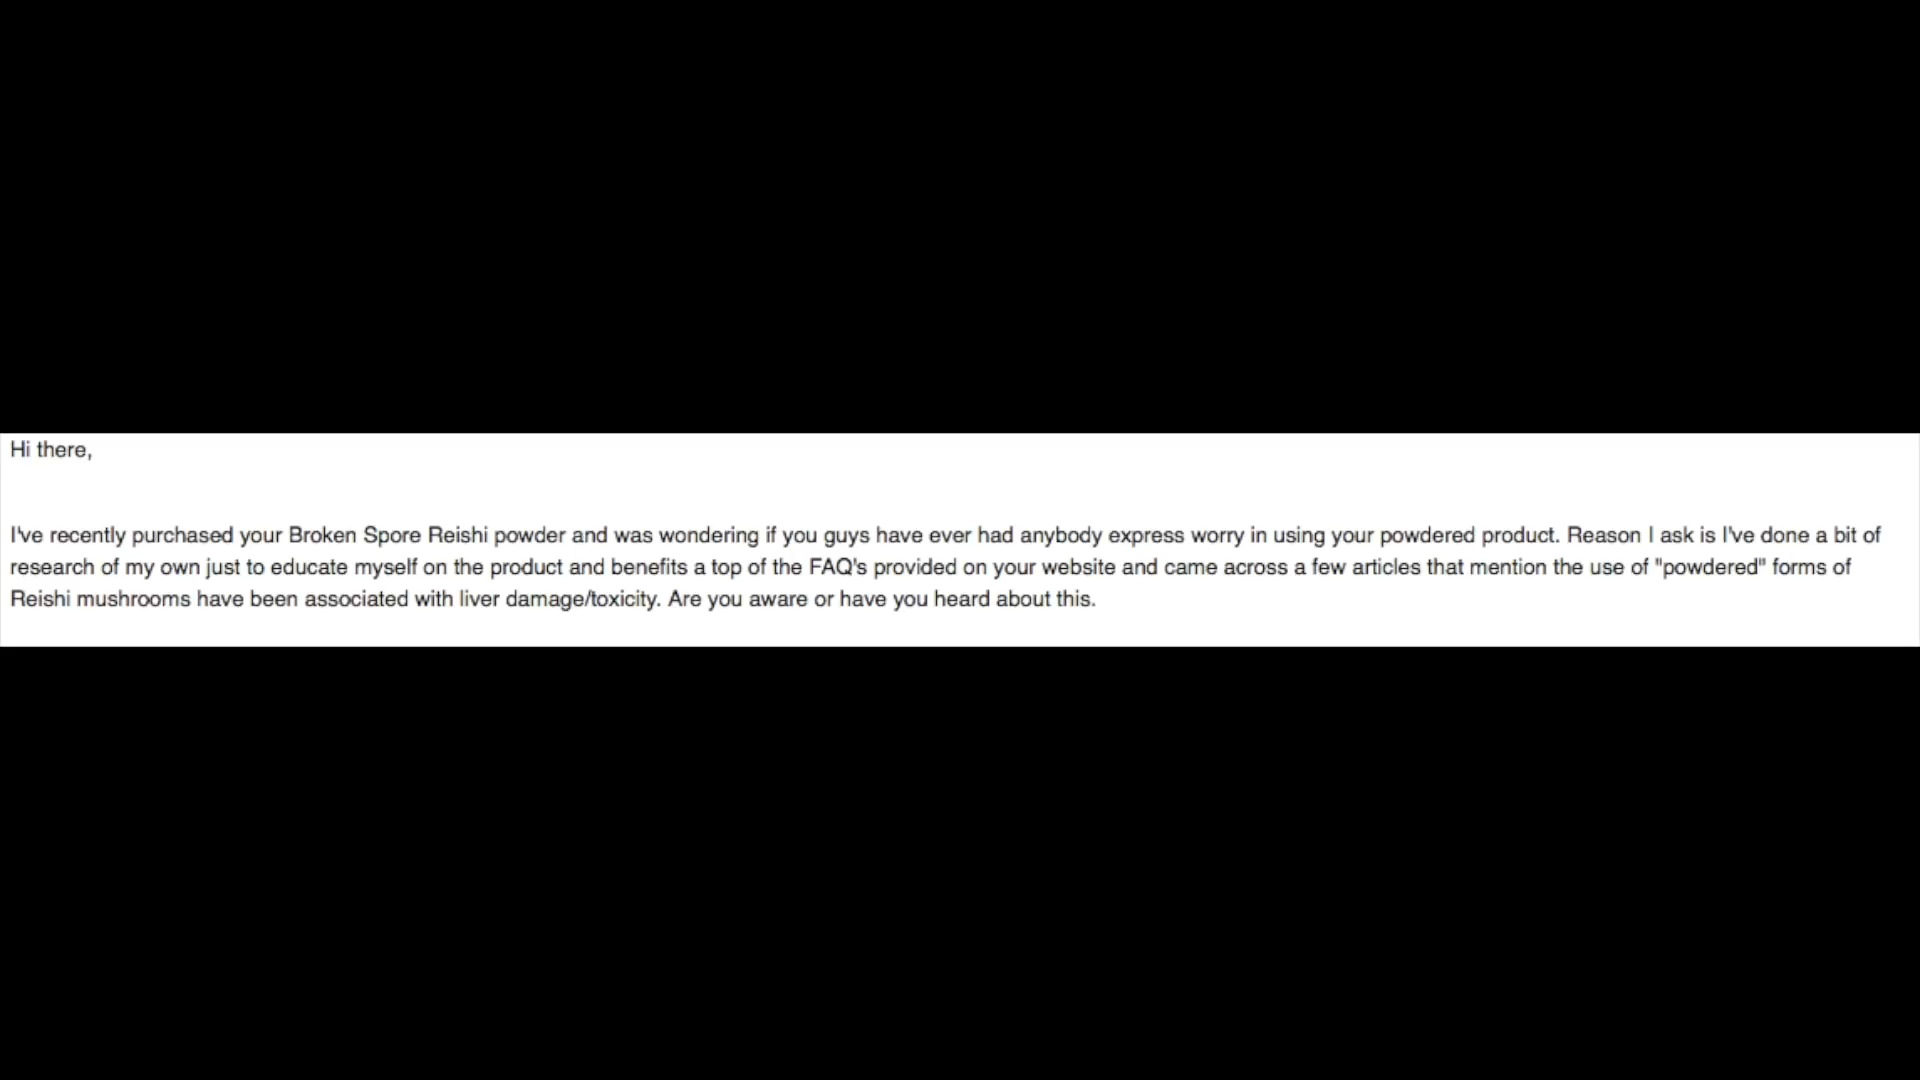 Hi there,
I've recently purchased your Broken Spore Reishi powder and was wondering if you guys have ever had anybody express worry in using your powdered product. Reason I ask is I've done a bit of
research of my own just to educate myself on the product and benefits a top of the FAQ's provided on your website and came across a few articles that mention the use of "powdered" forms of
Reishi mushrooms have been associated with liver damage/toxicity. Are you aware or have you heard about this.